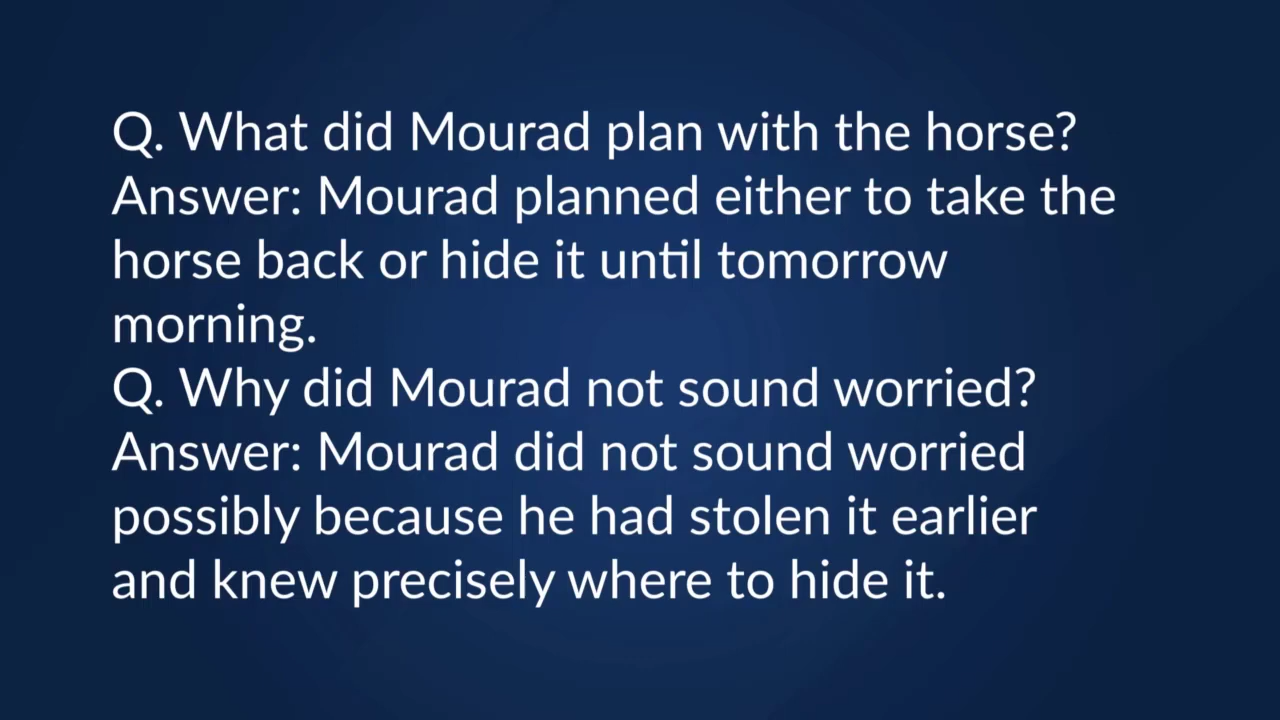 Q. What did Mourad plan with the horse?
Answer: Mourad planned either to take the
horse back or hide it until tomorrow
morning.
Q. Why did Mourad not sound worried?
Answer: Mourad did not sound worried
possibly because he had stolen it earlier
and knew precisely where to hide it.